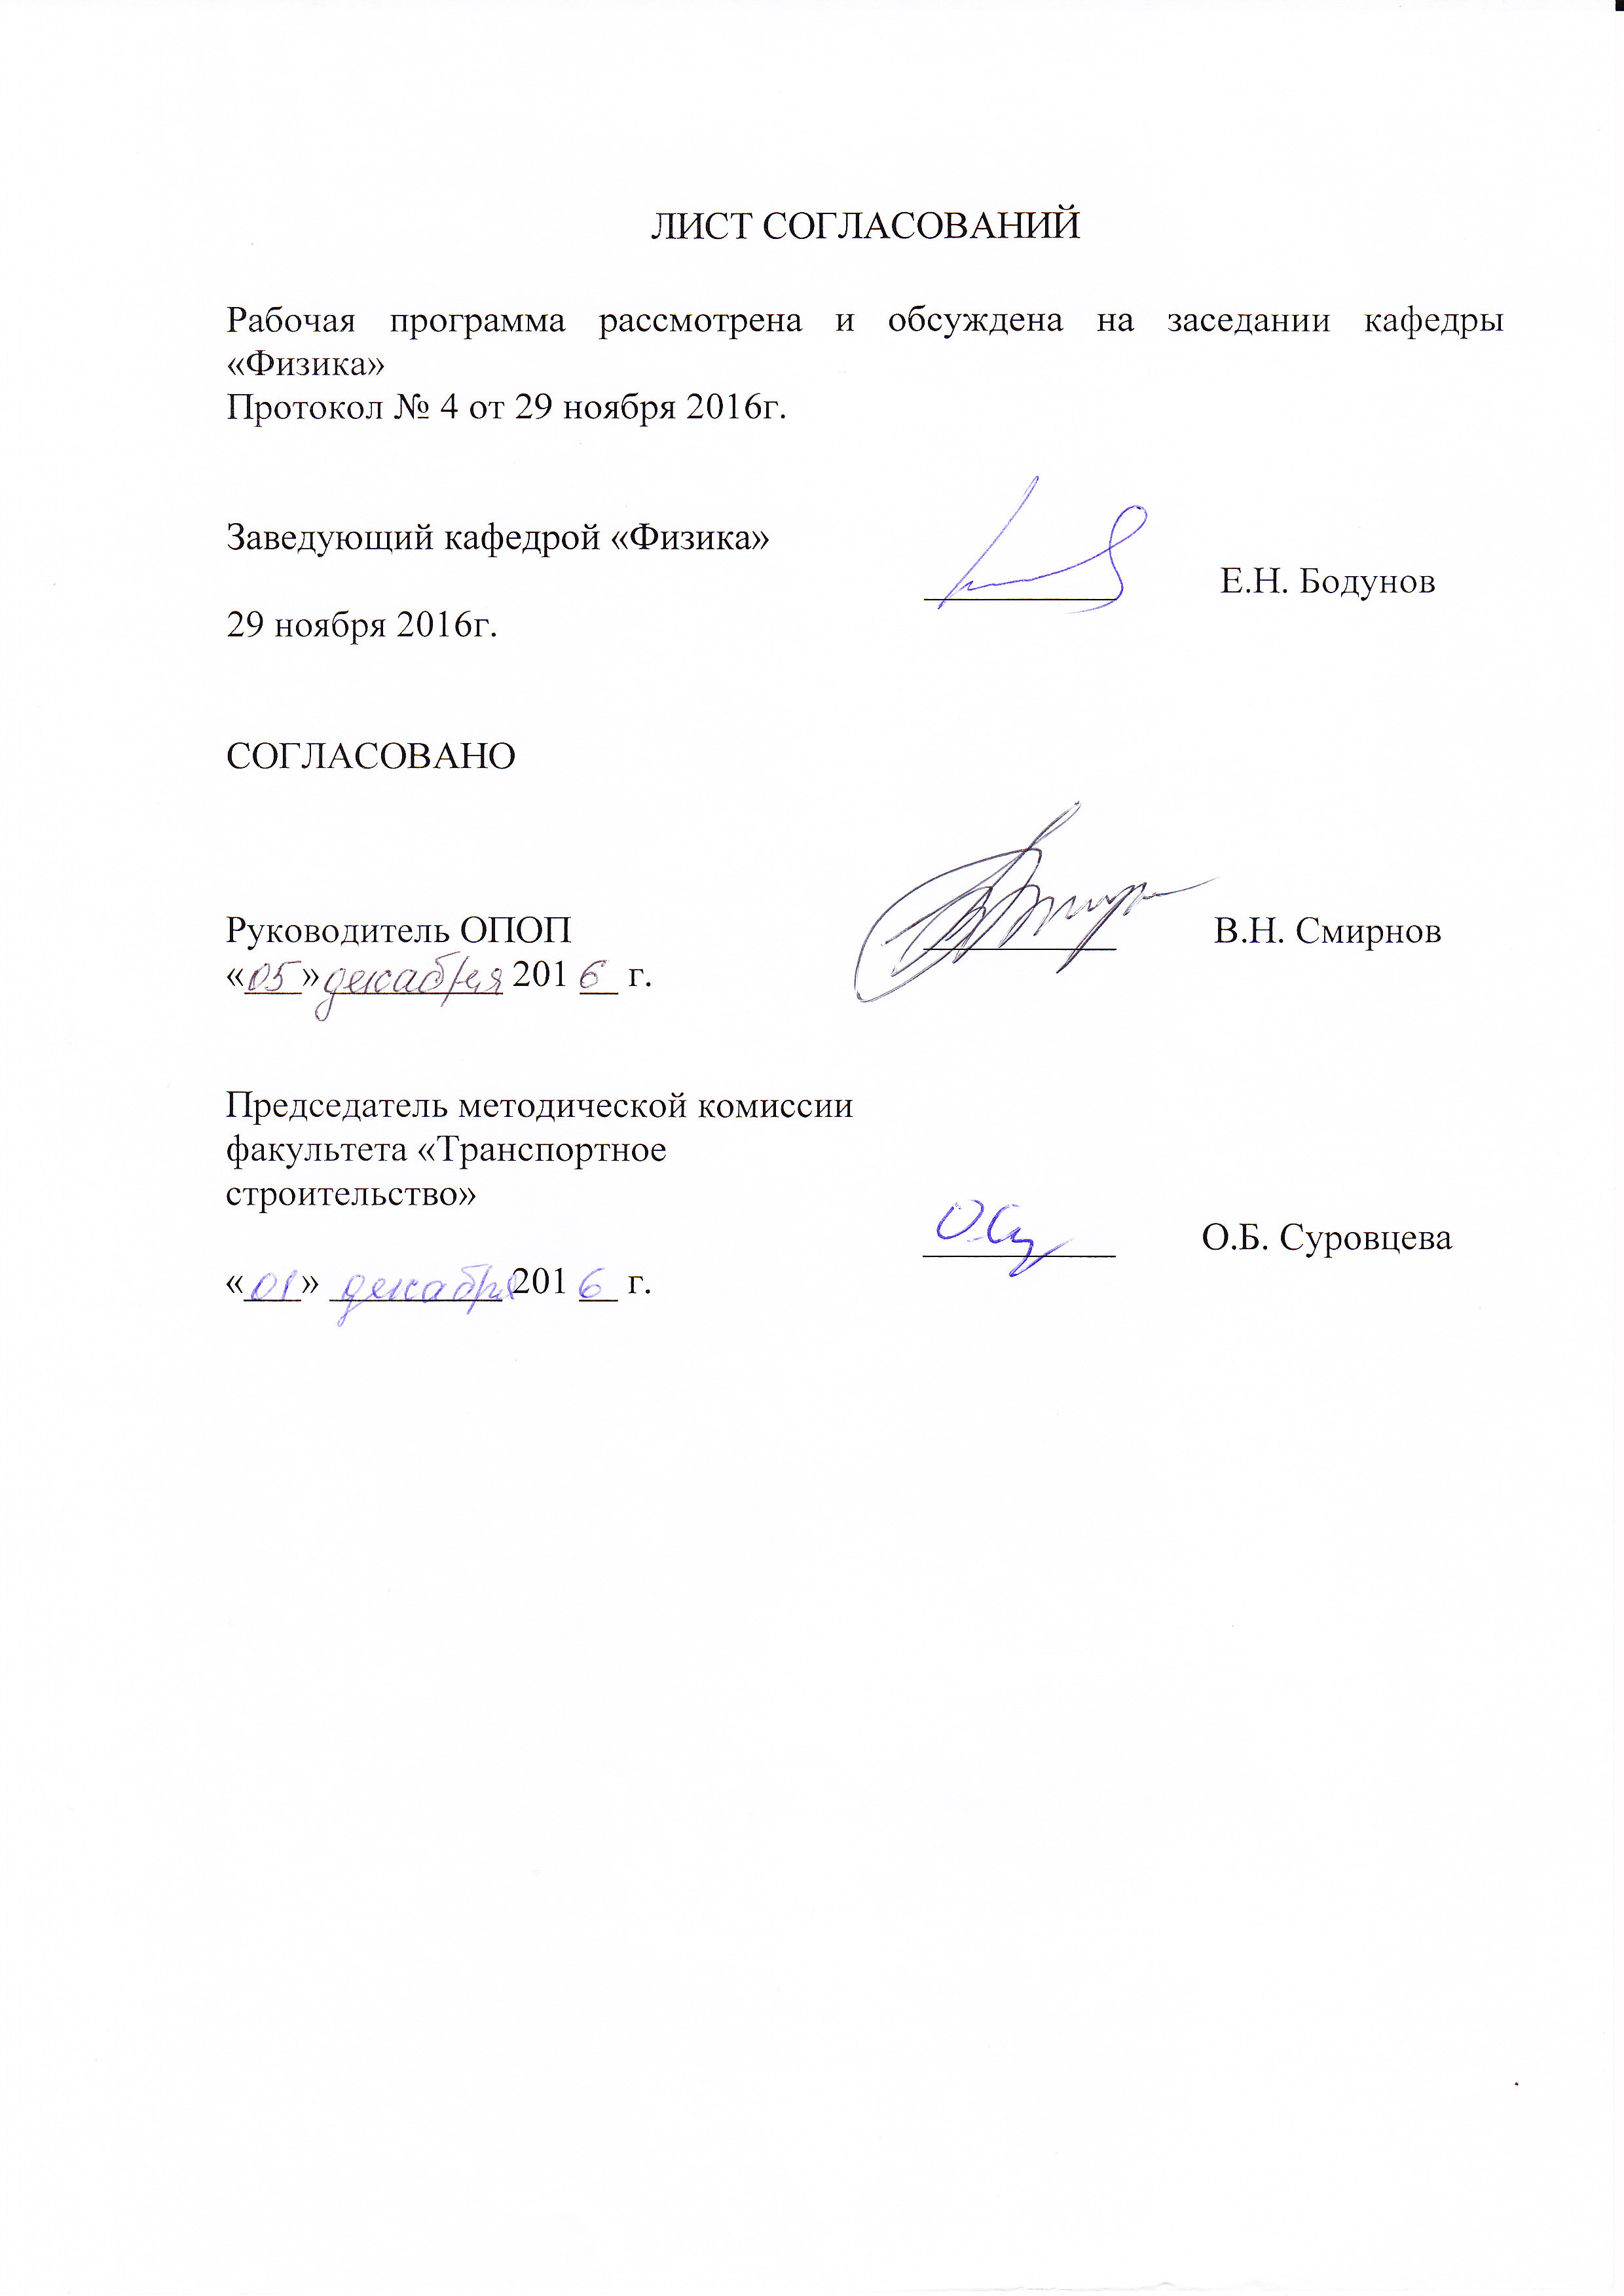 ЛИСТ СОГЛАСОВАНИЙ
Рабочая программа рассмотрена и обсуждена на заседании кафедры
«Физика»
Протокол № 4 от 29 ноября 2016г.
Заведующий кафедрой «Физика»
Е.Н. Бодунов
29 ноября 2016г.
СОГЛАСОВАНО
Руководитель ОПОП В.Н. Смирнов
«05» декабря 2016 г.
Председатель методической комиссии
факультета «Транспортное
строительство»
О.Б. Суровцева
«01» декабря 2016 г.